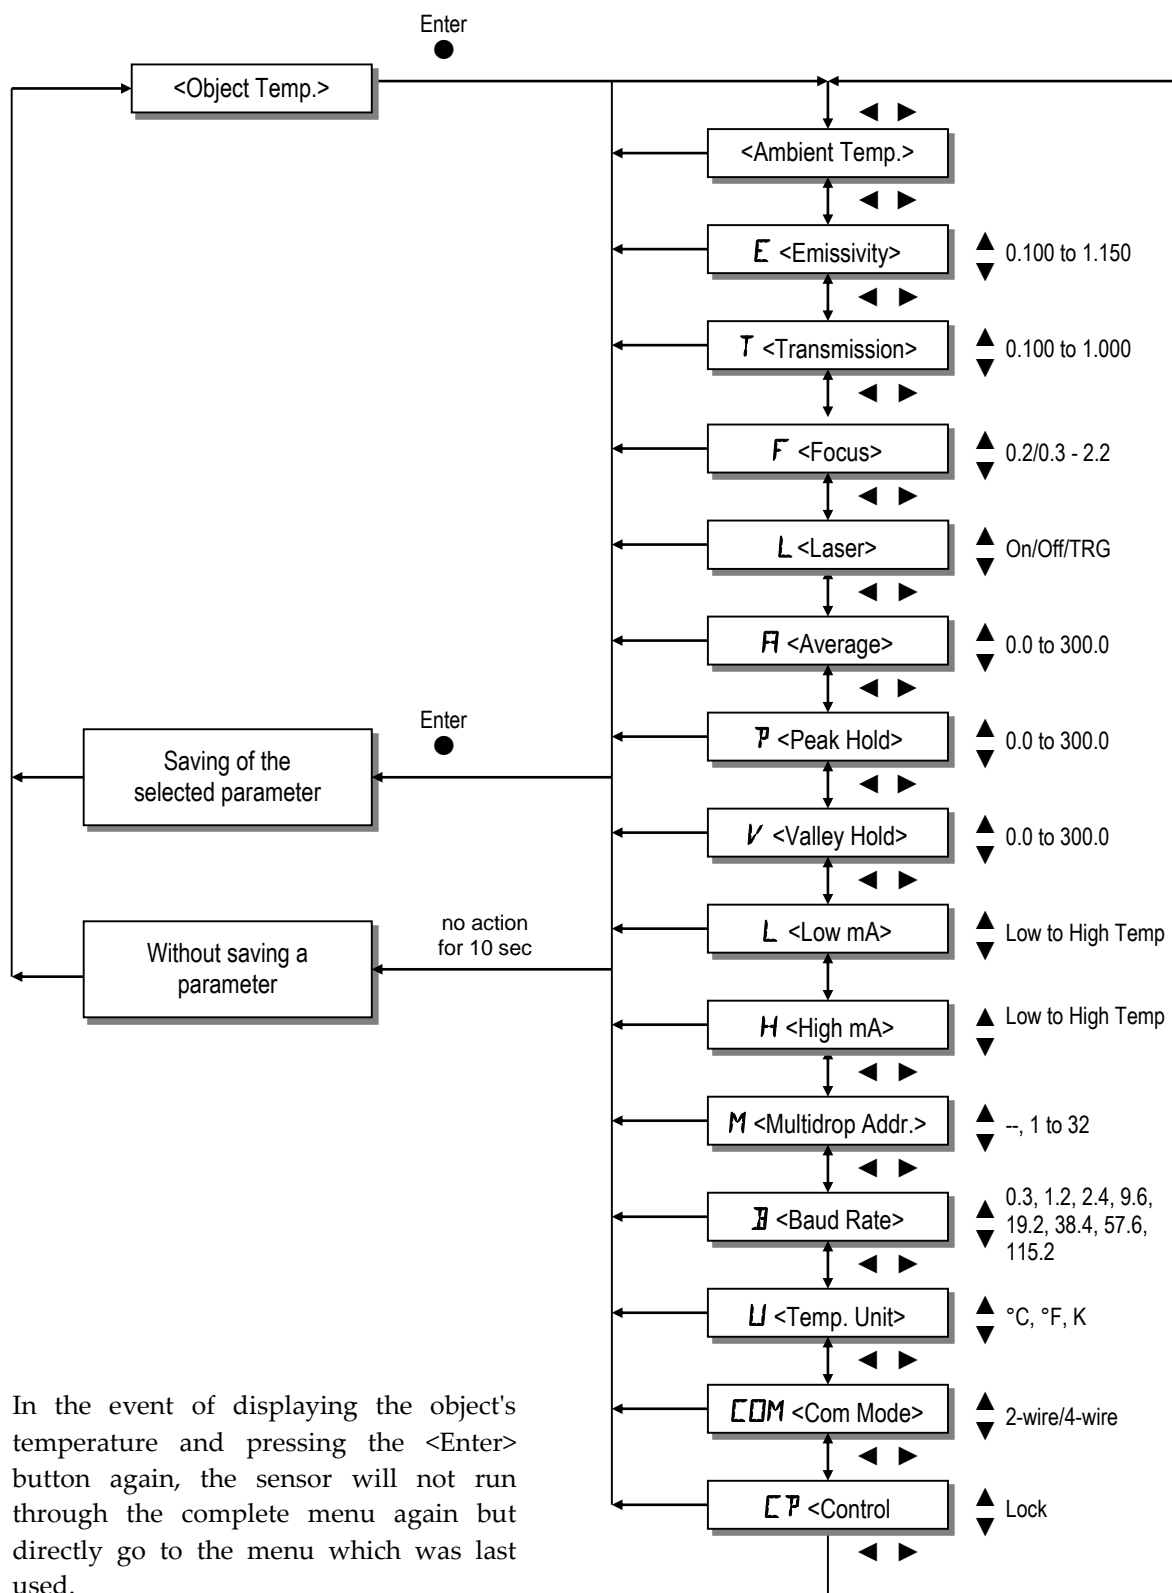 Enter
<Object Temp.>
<Ambient Temp.>
E <Emissivity>
0.100 to 1.150
T <Transmission>
0.100 to 1.000
F <Focus>
0.2/0.3 - 2.2
L <Laser>
On/Off/TRG
A <Average>
0.0 to 300.0
Enter
P <Peak Hold>
0.0 to 300.0
Saving of the
selected parameter
V <Valley Hold>
0.0 to 300.0
no action
for 10 sec
Without saving a
parameter
L <Low mA>
Low to High Temp
H <High mA>
Low to High Temp
M <Multidrop Addr.>
--, 1 to 32
B <Baud Rate>
0.3, 1.2, 2.4, 9.6,
19.2, 38.4, 57.6,
115.2
U <Temp. Unit>
°C, °F, K
COM <Com Mode>
2-wire/4-wire
CP <Control
Lock
In the event of displaying the object's
temperature and pressing the <Enter>
button again, the sensor will not run
through the complete menu again but
directly go to the menu which was last
used.